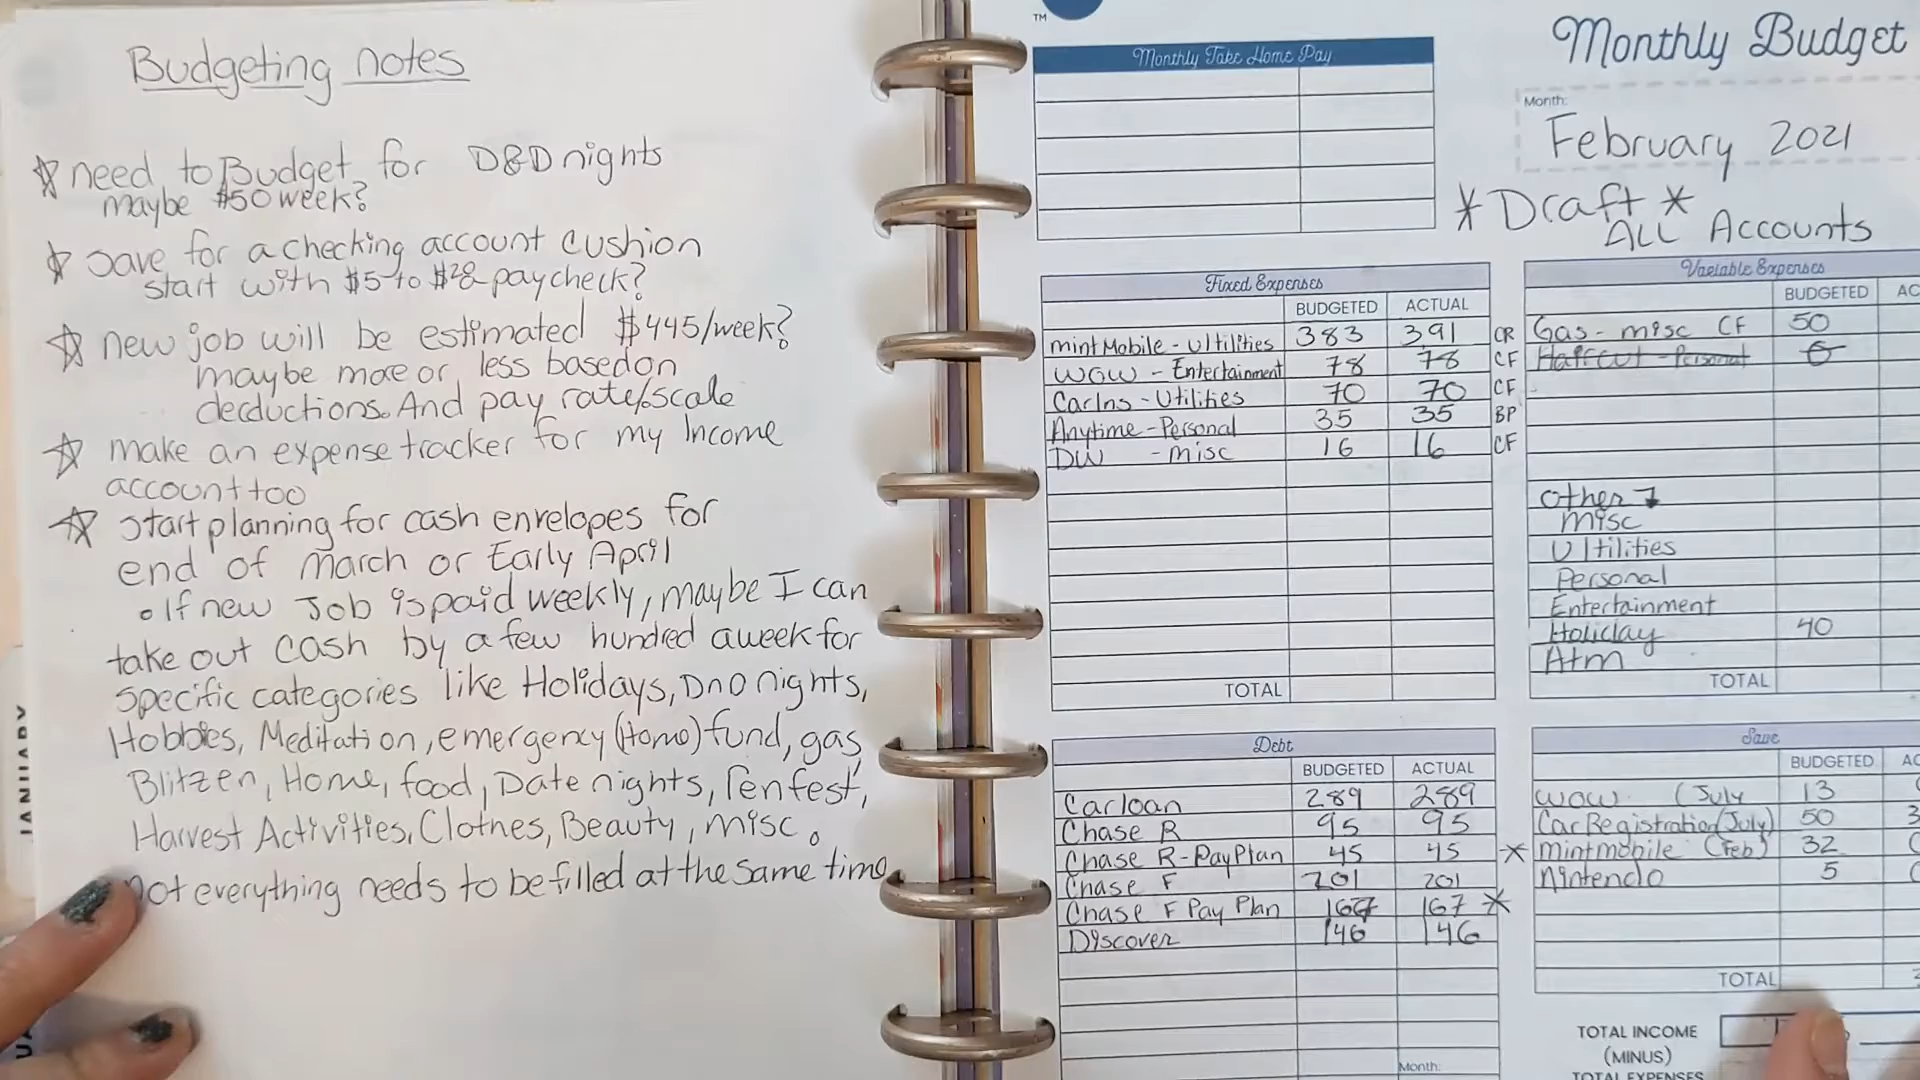 Budgeting notes
☆ need to Budget for D&D nights
maybe $50 week?
☆ save for a checking account cushion
start with $5 to $20 paycheck?
☆ new job will be estimated $445/week?
maybe more or less based on
deductions. And pay rate/scale
☆ make an expense tracker for my Income
account too
☆ start planning for cash envelopes for
end of march or Early April
• If new Job is paid weekly, maybe I can
take out cash by a few hundred a week for
specific categories like Holidays, DnD nights,
Hobbies, Meditation, emergency (Home) fund, gas,
Blitzen, Home, food, Date nights, renfest,
Harvest Activities, Clothes, Beauty, misc.
not everything needs to be filled at the same time
JANUARY
TM
Monthly Take Home Pay
Monthly Budget
Month:
February 2021
*Draft*
ALL Accounts
Fixed Expenses
BUDGETED ACTUAL
mintMobile - Ultilities 383 391 CR
WOW - Entertainment 78 78 CF
CarIns - Utilities 70 70 CF
Anytime - Personal 35 35 BP
DW - misc 16 16 CF
TOTAL
Variable Expenses
BUDGETED AC
Gas - misc CF 50
Haircut - Personal
Other
misc
Ultilities
Personal
Entertainment
Holiday 40
Atm
TOTAL
Debt
BUDGETED ACTUAL
Carloan 289 289
Chase R 95 95
Chase R - PayPlan 45 45
Chase F 201 201
Chase F Pay Plan 167 167 *
Discover 146 146
Month:
Save
BUDGETED AC
WOW (July 13
Car Registration (July) 50 3
* mintmobile (Feb) 32
Nintendo 5
TOTAL
TOTAL INCOME
(MINUS)
TOTAL EXPENSES